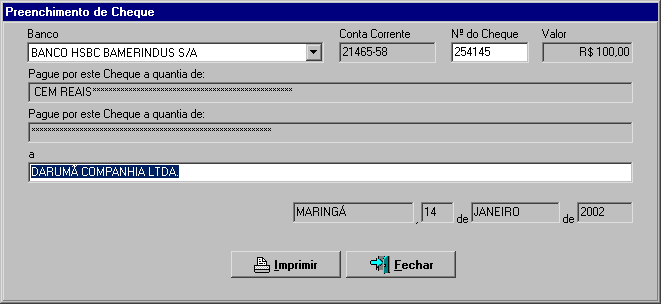 Preenchimento de Cheque
Banco Conta Corrente Nº do Cheque Valor
BANCO HSBC BAMERINDUS S/A 21465-58 254145 R$ 100,00
Pague por este Cheque a quantia de:
CEM REAIS**************************************************
Pague por este Cheque a quantia de:
************************************************************
a
DARUMÃ COMPANHIA LTDA.
MARINGÁ , 14 de JANEIRO de 2002
Imprimir Fechar